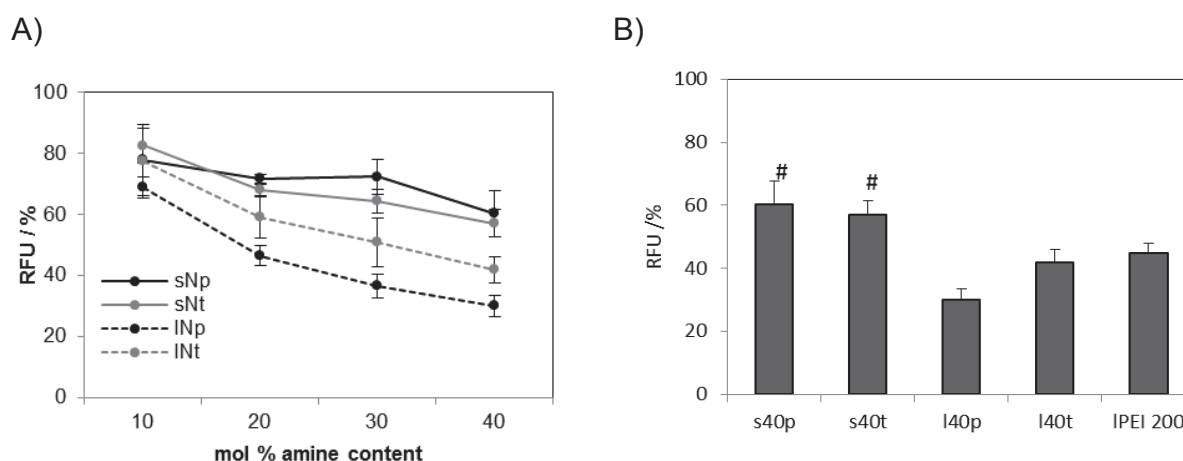 A)
RFU / %
100
80
60
40
20
0
sNp
sNt
lNp
lNt
10 20 30 40
mol % amine content
B)
RFU /%
100
80
60
40
20
0
# #
s40p s40t l40p l40t lPEI 200